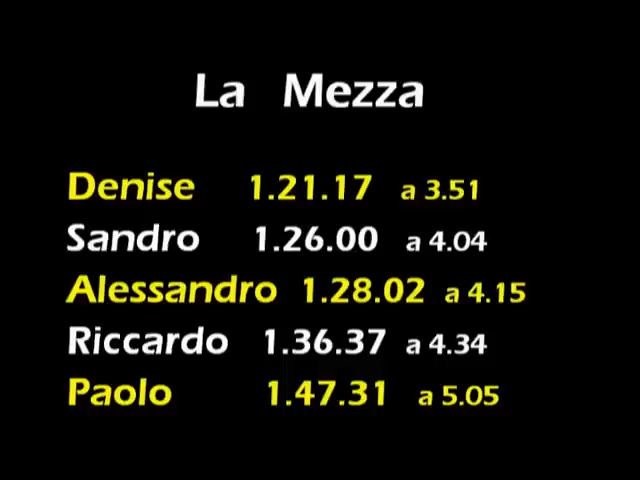 La Mezza
Denise 1.21.17 a 3.51
Sandro 1.26.00 a 4.04
Alessandro 1.28.02 a 4.15
Riccardo 1.36.37 a 4.34
Paolo 1.47.31 a 5.05